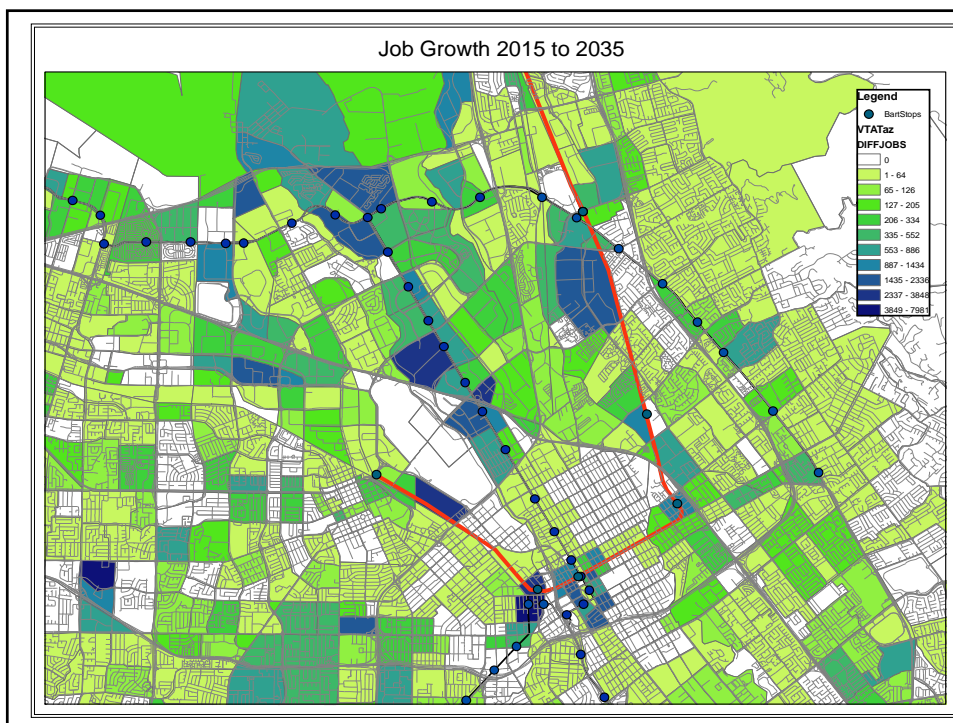 Job Growth 2015 to 2035
Legend
BartStops
VTATaz
DIFFJOBS
0
1 - 64
65 - 126
127 - 205
206 - 334
335 - 552
553 - 886
887 - 1434
1435 - 2336
2337 - 3848
3849 - 7981